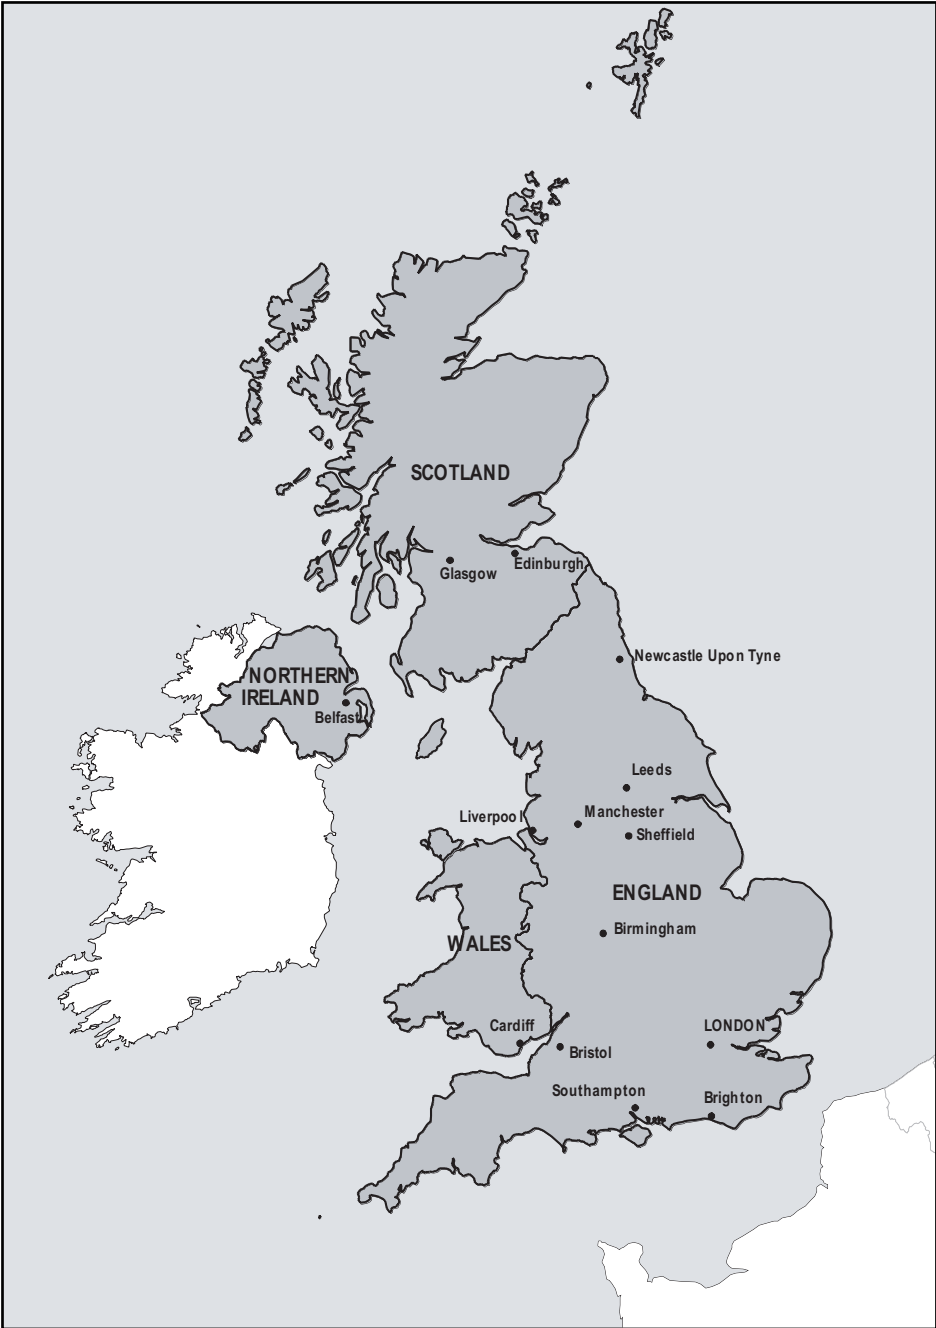 SCOTLAND
Edinburgh
Glasgow
Newcastle Upon Tyne
NORTHERN
IRELAND
Belfast
Leeds
Manchester
Liverpool
Sheffield
ENGLAND
Birmingham
WALES
Cardiff
LONDON
Bristol
Southampton
Brighton